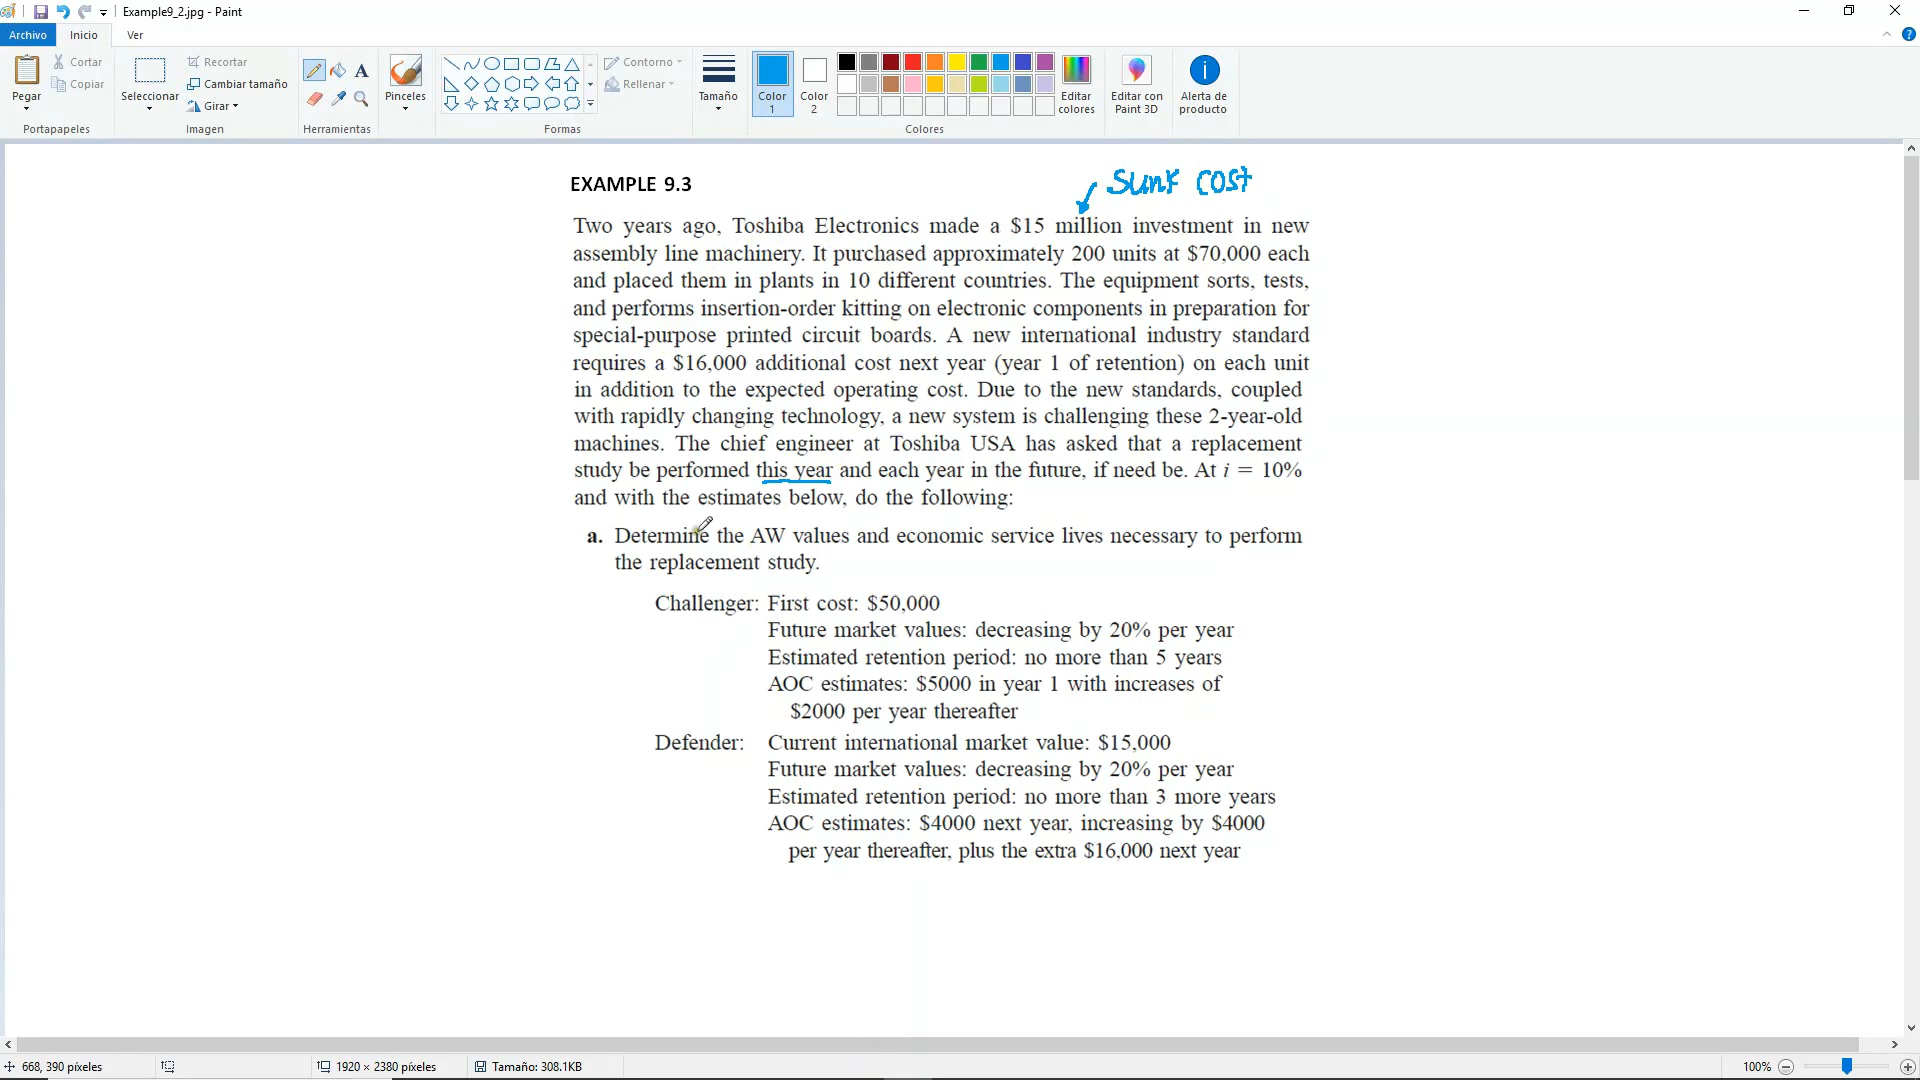 Example9_2.jpg - Paint
Archivo Inicio Ver
Pegar
Cortar
Copiar
Portapapeles
Seleccionar
Recortar
Cambiar tamaño
Girar
Imagen
A
Herramientas
Pinceles
Contorno
Rellenar
Formas
Tamaño
Color
1
Color
2
Editar
colores
Colores
Editar con
Paint 3D
Alerta de
producto
EXAMPLE 9.3
Sunk Cost
Two years ago, Toshiba Electronics made a $15 million investment in new
assembly line machinery. It purchased approximately 200 units at $70,000 each
and placed them in plants in 10 different countries. The equipment sorts, tests,
and performs insertion-order kitting on electronic components in preparation for
special-purpose printed circuit boards. A new international industry standard
requires a $16,000 additional cost next year (year 1 of retention) on each unit
in addition to the expected operating cost. Due to the new standards, coupled
with rapidly changing technology, a new system is challenging these 2-year-old
machines. The chief engineer at Toshiba USA has asked that a replacement
study be performed this year and each year in the future, if need be. At i = 10%
and with the estimates below, do the following:
a. Determine the AW values and economic service lives necessary to perform
the replacement study.
Challenger: First cost: $50,000
Future market values: decreasing by 20% per year
Estimated retention period: no more than 5 years
AOC estimates: $5000 in year 1 with increases of
$2000 per year thereafter
Defender: Current international market value: $15,000
Future market values: decreasing by 20% per year
Estimated retention period: no more than 3 more years
AOC estimates: $4000 next year, increasing by $4000
per year thereafter, plus the extra $16,000 next year
668, 390 píxeles
1920 × 2380 píxeles
Tamaño: 308.1KB
100%